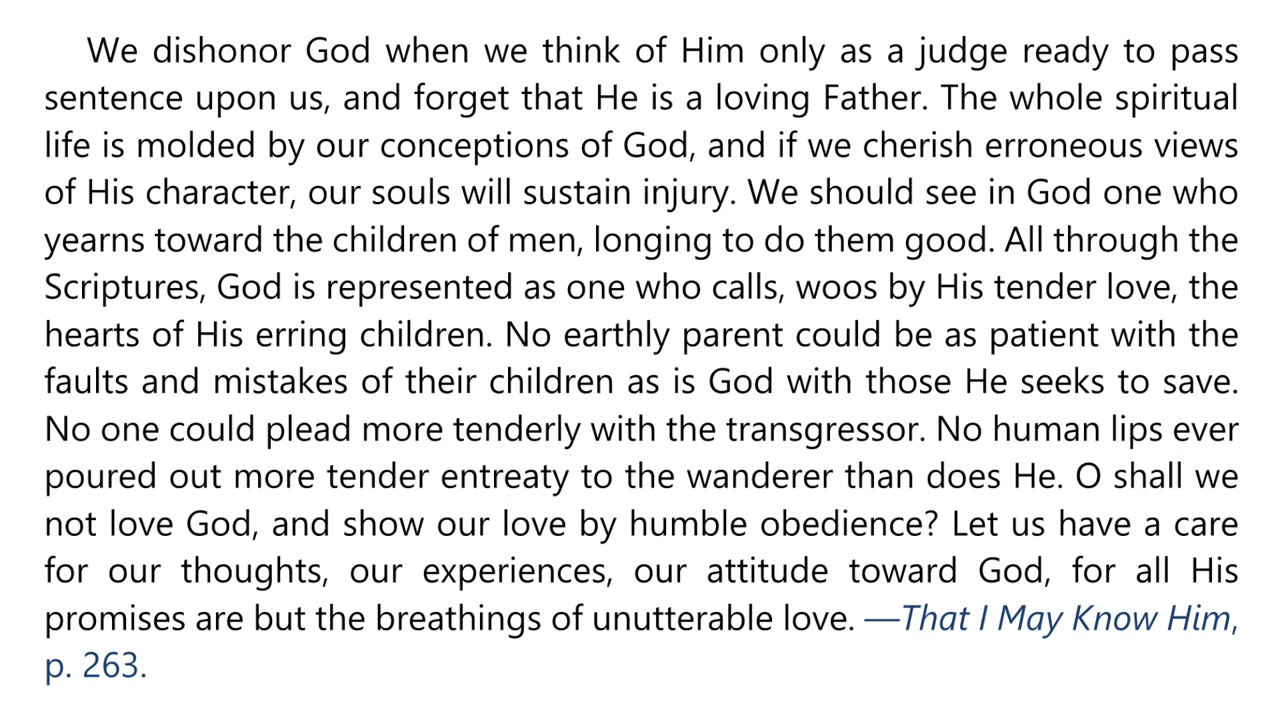 We dishonor God when we think of Him only as a judge ready to pass
sentence upon us, and forget that He is a loving Father. The whole spiritual
life is molded by our conceptions of God, and if we cherish erroneous views
of His character, our souls will sustain injury. We should see in God one who
yearns toward the children of men, longing to do them good. All through the
Scriptures, God is represented as one who calls, woos by His tender love, the
hearts of His erring children. No earthly parent could be as patient with the
faults and mistakes of their children as is God with those He seeks to save.
No one could plead more tenderly with the transgressor. No human lips ever
poured out more tender entreaty to the wanderer than does He. O shall we
not love God, and show our love by humble obedience? Let us have a care
for our thoughts, our experiences, our attitude toward God, for all His
promises are but the breathings of unutterable love. —That I May Know Him,
p. 263.